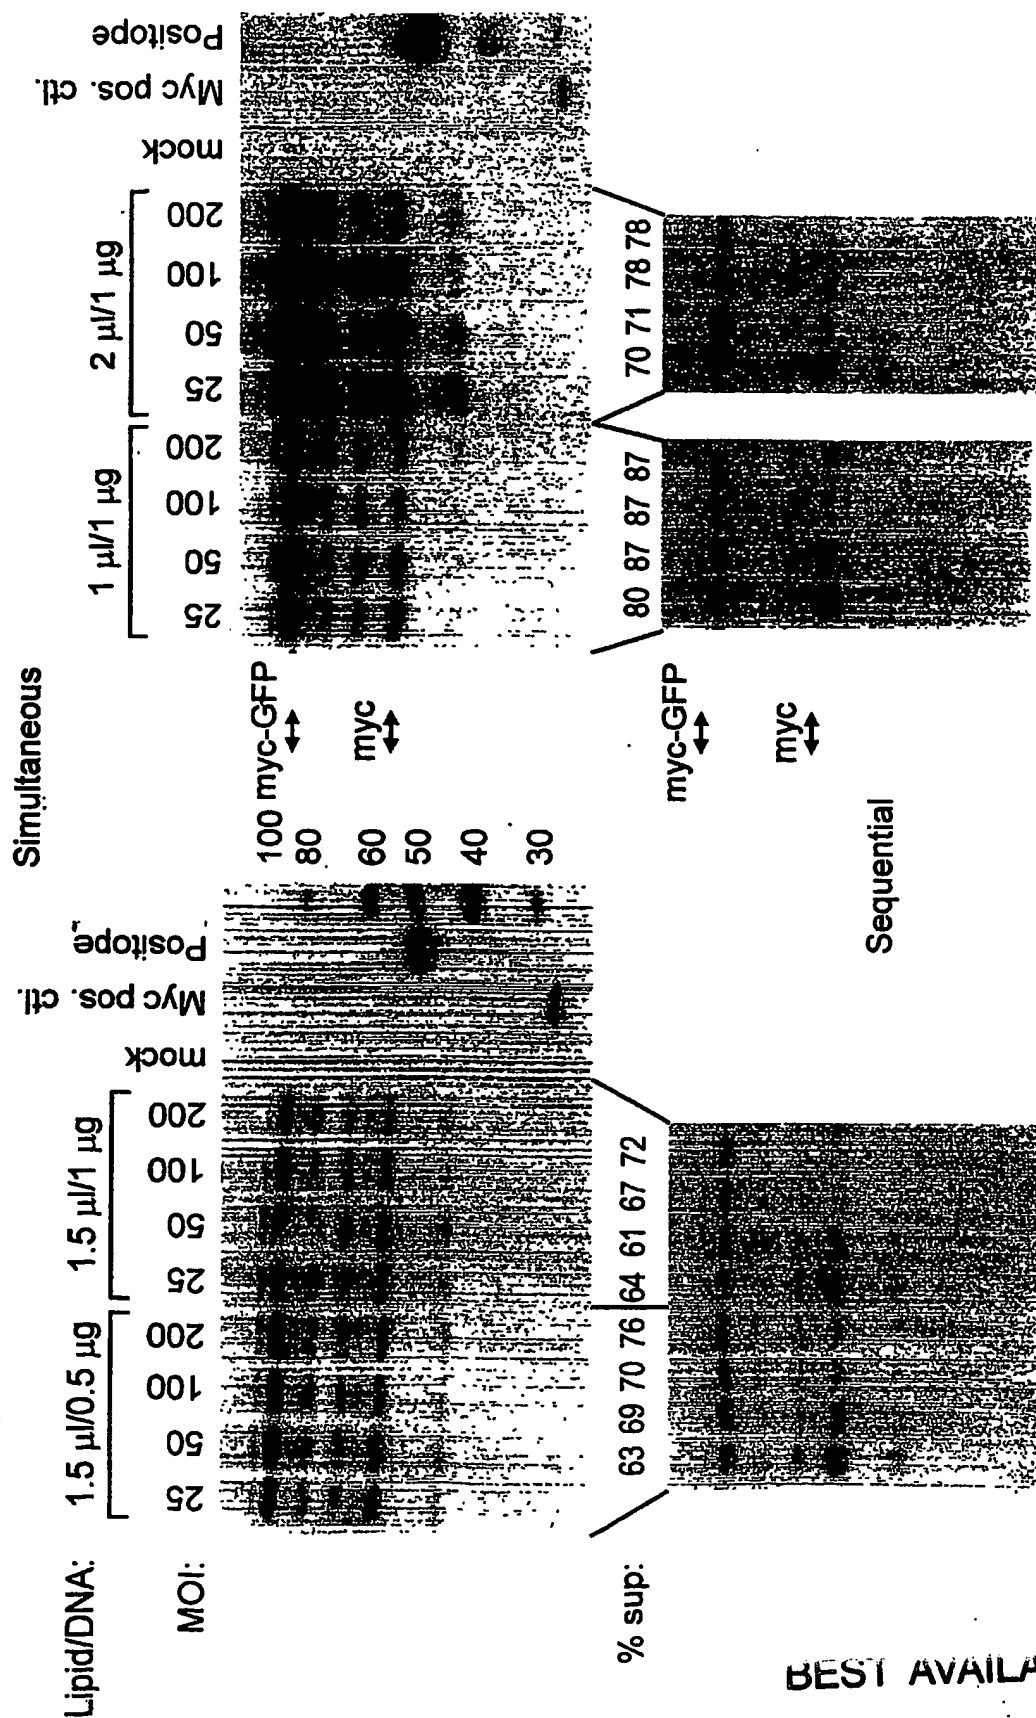 Simultaneous
Lipid/DNA: 1.5 µl/0.5 µg 1.5 µl/1 µg 1 µl/1 µg 2 µl/1 µg
MOI: 25 50 100 200 25 50 100 200 mock Myc pos. ctl. Positope 25 50 100 200 25 50 100 200 mock Myc pos. ctl. Positope
100 myc-GFP
80
60 myc
50
40
30
% sup: 63 69 70 76 64 61 67 72 80 87 87 87 70 71 78 78
myc-GFP
myc
Sequential
BEST AVAILA